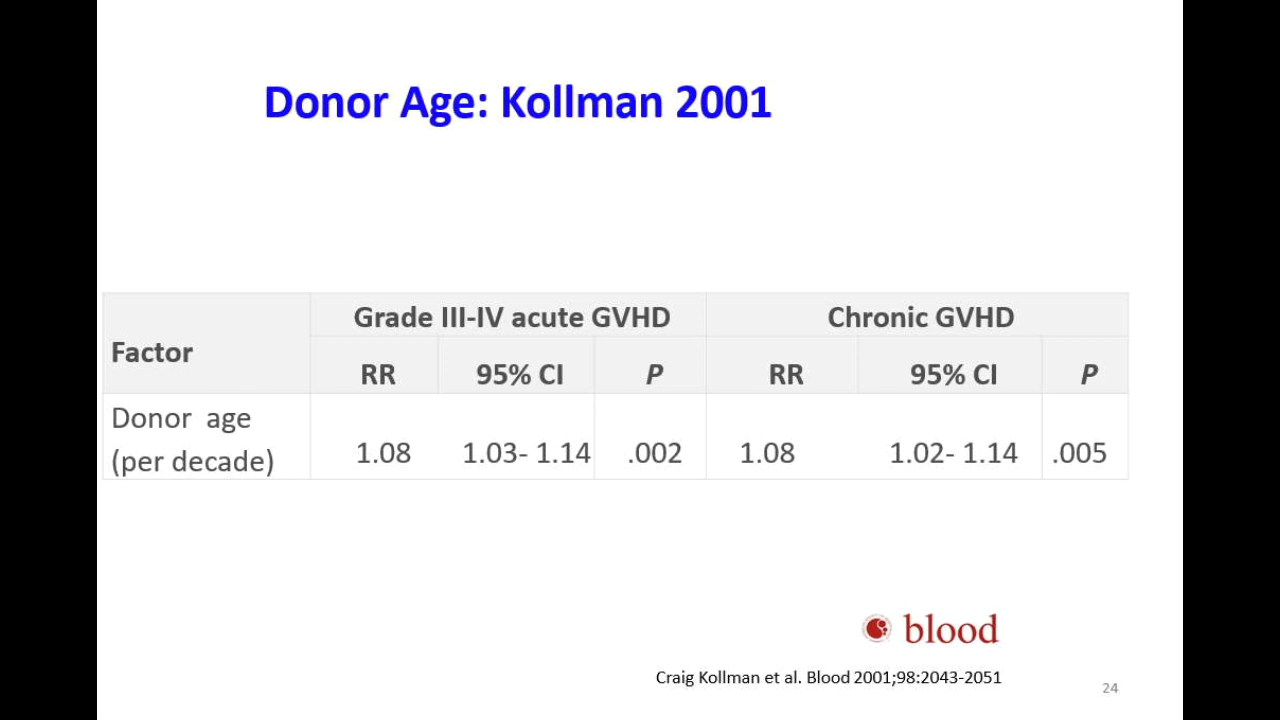 Donor Age: Kollman 2001
Factor
Grade III-IV acute GVHD
Chronic GVHD
RR
95% CI
P
RR
95% CI
P
Donor age
(per decade)
1.08
1.03- 1.14
.002
1.08
1.02- 1.14
.005
blood
Craig Kollman et al. Blood 2001;98:2043-2051
24